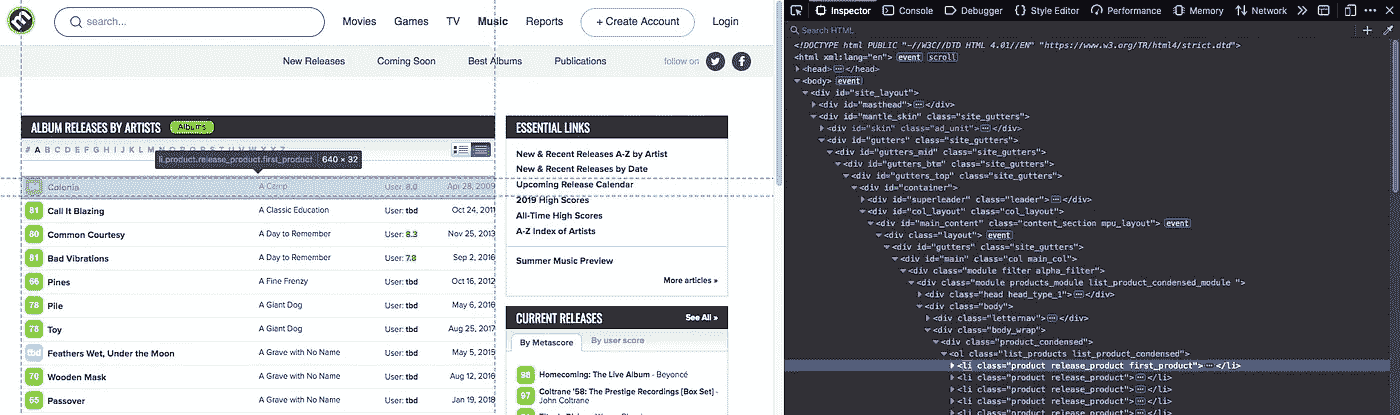 search...
Movies Games TV Music Reports + Create Account Login
New Releases Coming Soon Best Albums Publications follow on
ALBUM RELEASES BY ARTISTS Albums
# A B C D E F G H I J K L M N O P Q R S T U V W X Y Z
li.product.release_product.first_product 640 × 32
Colonia A Camp User: 8.0 Apr 28, 2009
81 Call It Blazing A Classic Education User: tbd Oct 24, 2011
80 Common Courtesy A Day to Remember User: 8.3 Nov 25, 2013
81 Bad Vibrations A Day to Remember User: 7.8 Sep 2, 2016
66 Pines A Fine Frenzy User: tbd Oct 16, 2012
78 Pile A Giant Dog User: tbd May 6, 2016
78 Toy A Giant Dog User: tbd Aug 25, 2017
tbd Feathers Wet, Under the Moon A Grave with No Name User: tbd May 5, 2015
70 Wooden Mask A Grave with No Name User: tbd Aug 12, 2016
65 Passover A Grave with No Name User: tbd Jan 19, 2018
ESSENTIAL LINKS
New & Recent Releases A-Z by Artist
New & Recent Releases by Date
Upcoming Release Calendar
2019 High Scores
All-Time High Scores
A-Z Index of Artists
Summer Music Preview
More articles »
CURRENT RELEASES See All »
By Metascore By user score
98 Homecoming: The Live Album - Beyoncé
97 Coltrane '58: The Prestige Recordings [Box Set] -
John Coltrane
Inspector Console Debugger Style Editor Performance Memory Network
Search HTML
<!DOCTYPE html PUBLIC "-//W3C//DTD HTML 4.01//EN" "https://www.w3.org/TR/html4/strict.dtd">
<html xml:lang="en"> event scroll
<head>⋯</head>
<body> event
<div id="site_layout">
<div id="masthead">⋯</div>
<div id="mantle_skin" class="site_gutters">
<div id="skin" class="ad_unit">⋯</div>
<div id="gutters" class="site_gutters">
<div id="gutters_mid" class="site_gutters">
<div id="gutters_btm" class="site_gutters">
<div id="gutters_top" class="site_gutters">
<div id="container">
<div id="superleader" class="leader">⋯</div>
<div id="col_layout" class="col_layout">
<div id="main_content" class="content_section mpu_layout"> event
<div class="layout"> event
<div id="gutters" class="site_gutters">
<div id="main" class="col main_col">
<div class="module filter alpha_filter">
<div class="module products_module list_product_condensed_module ">
<div class="head head_type_1">⋯</div>
<div class="body">
<div class="letternav">⋯</div>
<div class="body_wrap">
<div class="product_condensed">
<ol class="list_products list_product_condensed">
<li class="product release_product first_product">⋯</li>
<li class="product release_product">⋯</li>
<li class="product release_product">⋯</li>
<li class="product release_product">⋯</li>
<li class="product release_product">⋯</li>